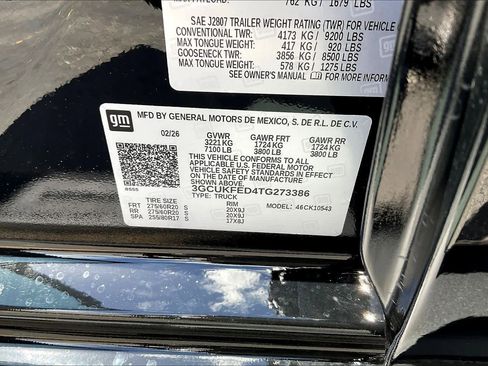 762 KG / 1679 LBS
SAE J2807 TRAILER WEIGHT RATING (TWR) FOR VEHICLE
CONVENTIONAL TWR: 4173 KG / 9200 LBS
MAX TONGUE WEIGHT: 417 KG / 920 LBS
GOOSENECK TWR: 3856 KG / 8500 LBS
MAX TONGUE WEIGHT: 578 KG / 1275 LBS
SEE OWNER'S MANUAL gm FOR MORE
gm MFD BY GENERAL MOTORS DE MEXICO, S. DE R.L. DE C.V.
02/26 GVWR GAWR FRT GAWR RR
3221 KG 1724 KG 1724 KG
7100 LB 3800 LB 3800 LB
THIS VEHICLE CONFORMS TO ALL
APPLICABLE U.S. FEDERAL MOTOR
VEHICLE SAFETY, BUMPER, AND THEFT
PREVENTION STANDARDS IN EFFECT ON
THE DATE OF MANUFACTURE SHOWN ABOVE.
3GCUKFED4TG273386
TYPE: TRUCK
MODEL: 46CK10543
TIRE SIZE RIM
FRT 275/60R20 S 20X9J
RR 275/60R20 S 20X9J
SPA 255/80R17 S 17X8J